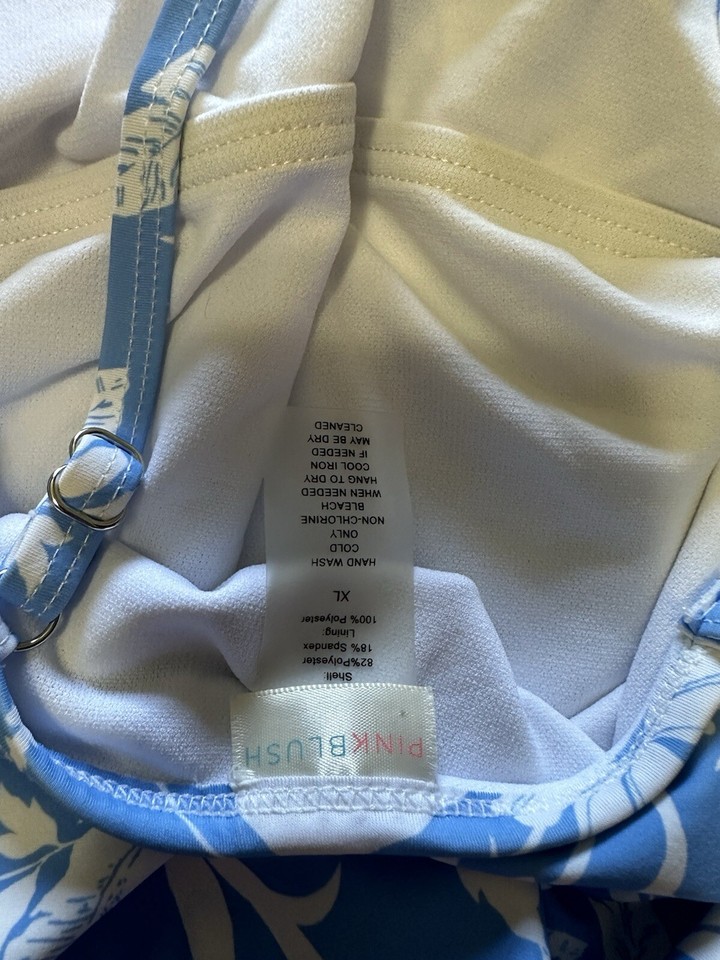 PINKBLUSH
Shell:
82%Polyester
18% Spandex
Lining:
100% Polyester
XL
HAND WASH
COLD
ONLY
NON-CHLORINE
BLEACH
WHEN NEEDED
HANG TO DRY
COOL IRON
IF NEEDED
MAY BE DRY
CLEANED